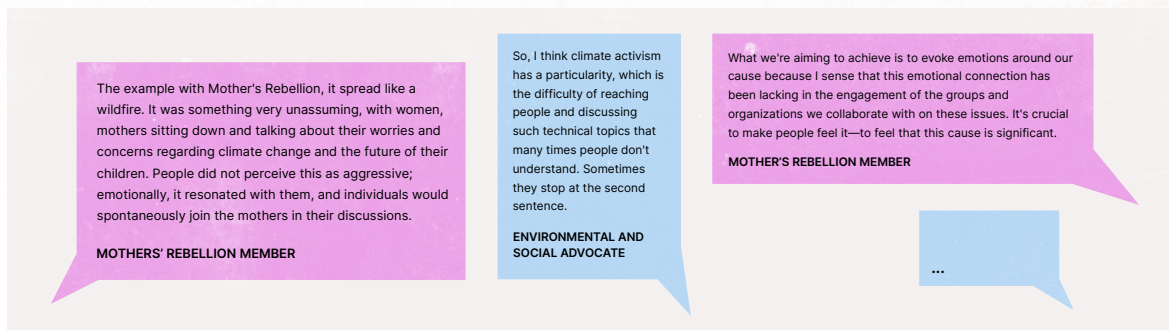 The example with Mother's Rebellion, it spread like a
wildfire. It was something very unassuming, with women,
mothers sitting down and talking about their worries and
concerns regarding climate change and the future of their
children. People did not perceive this as aggressive;
emotionally, it resonated with them, and individuals would
spontaneously join the mothers in their discussions.
MOTHERS' REBELLION MEMBER
So, I think climate activism
has a particularity, which is
the difficulty of reaching
people and discussing
such technical topics that
many times people don't
understand. Sometimes
they stop at the second
sentence.
ENVIRONMENTAL AND
SOCIAL ADVOCATE
What we're aiming to achieve is to evoke emotions around our
cause because I sense that this emotional connection has
been lacking in the engagement of the groups and
organizations we collaborate with on these issues. It's crucial
to make people feel it—to feel that this cause is significant.
MOTHER'S REBELLION MEMBER
...